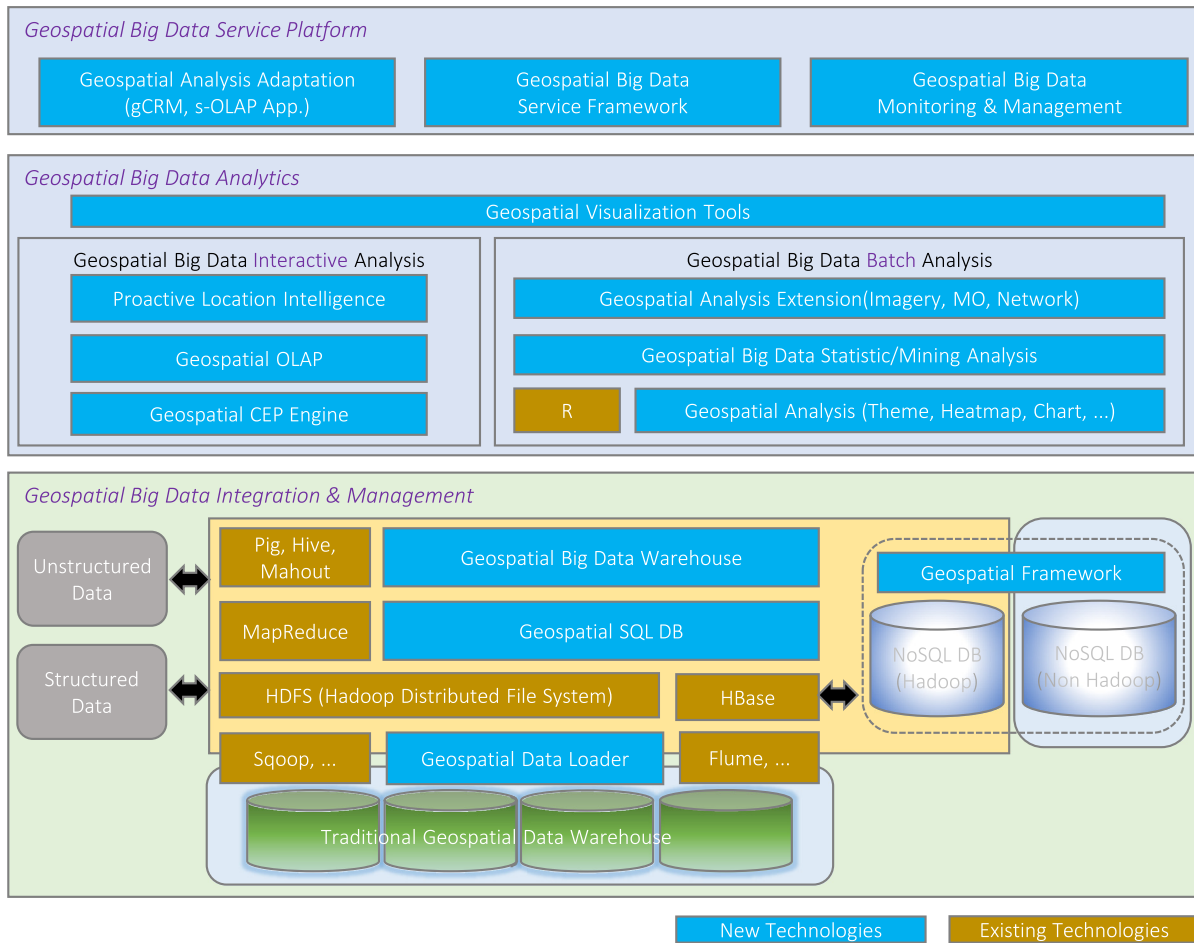 Geospatial Big Data Service Platform
Geospatial Analysis Adaptation
(gCRM, s-OLAP App.)
Geospatial Big Data
Service Framework
Geospatial Big Data
Monitoring & Management
Geospatial Big Data Analytics
Geospatial Visualization Tools
Geospatial Big Data Interactive Analysis
Proactive Location Intelligence
Geospatial OLAP
Geospatial CEP Engine
Geospatial Big Data Batch Analysis
Geospatial Analysis Extension(Imagery, MO, Network)
Geospatial Big Data Statistic/Mining Analysis
R
Geospatial Analysis (Theme, Heatmap, Chart, ...)
Geospatial Big Data Integration & Management
Unstructured
Data
Structured
Data
Pig, Hive,
Mahout
Geospatial Big Data Warehouse
MapReduce
Geospatial SQL DB
HDFS (Hadoop Distributed File System)
HBase
Sqoop, ...
Geospatial Data Loader
Flume, ...
Geospatial Framework
NoSQL DB
(Hadoop)
NoSQL DB
(Non Hadoop)
Traditional Geospatial Data Warehouse
New Technologies
Existing Technologies